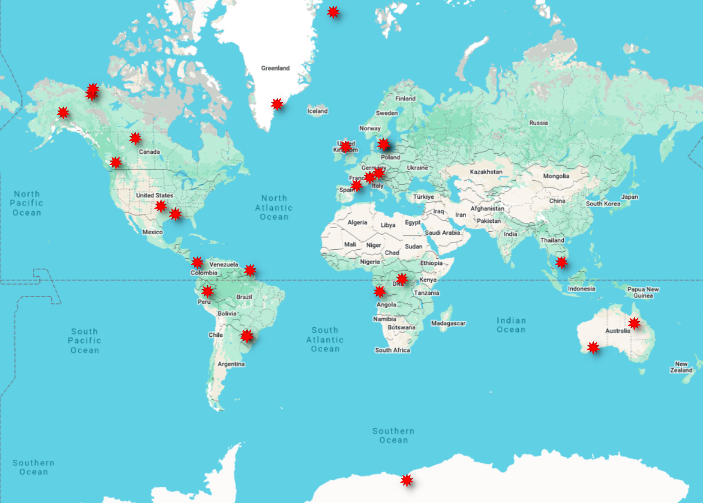 Greenland
Iceland
Finland
Sweden
Norway
Russia
United
Kingdom
Poland
Germany
Ukraine
France
Spain
Italy
Kazakhstan
Mongolia
Türkiye
Canada
North
Pacific
Ocean
United States
North
Atlantic
Ocean
Mexico
Algeria
Libya
Egypt
Iraq
Iran
Afghanistan
Pakistan
Saudi Arabia
China
Japan
South Korea
India
Thailand
Mali
Niger
Chad
Sudan
Nigeria
Ethiopia
Venezuela
Colombia
Kenya
Tanzania
Indonesia
Papua New
Guinea
Peru
Brazil
Bolivia
Angola
Namibia
Botswana
Madagascar
South Africa
Chile
Argentina
South
Pacific
Ocean
South
Atlantic
Ocean
Indian
Ocean
Australia
New
Zealand
Southern
Ocean
Southern
Ocean